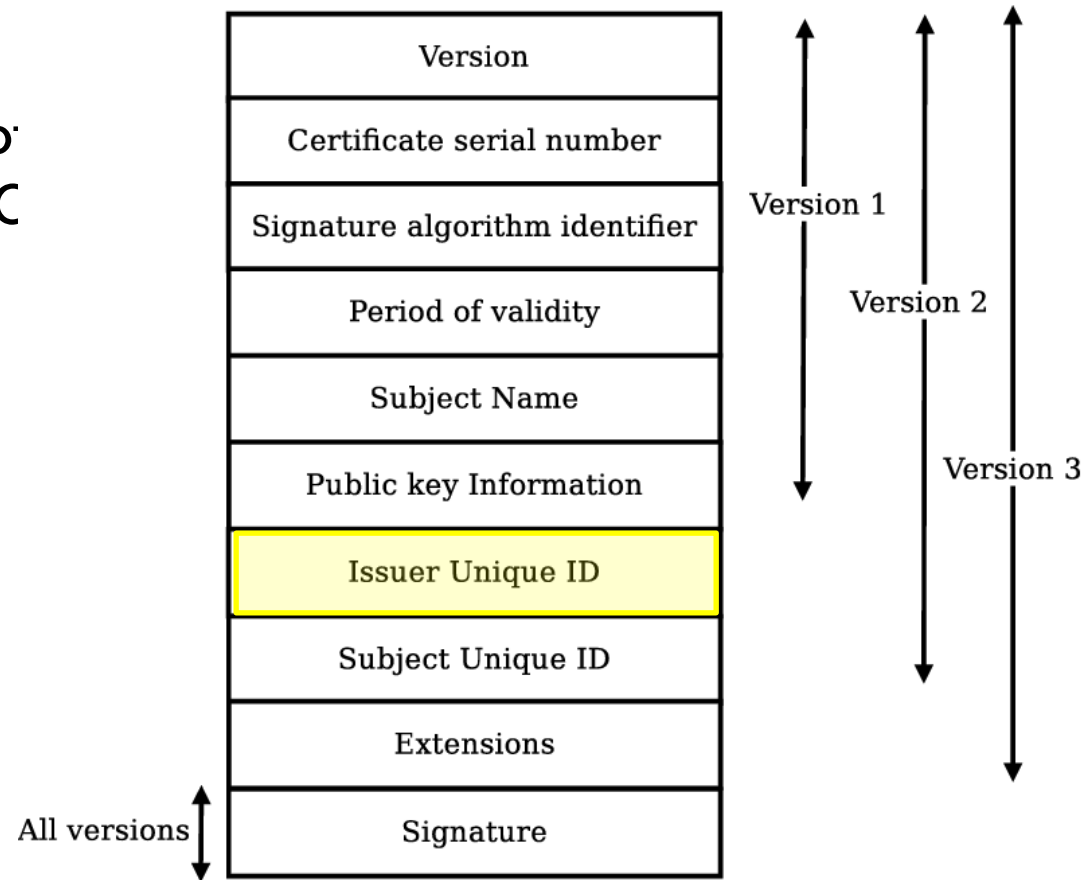 Version
Certificate serial number
Signature algorithm identifier
Version 1
Period of validity
Version 2
Subject Name
Public key Information
Version 3
Issuer Unique ID
Subject Unique ID
Extensions
All versions
Signature